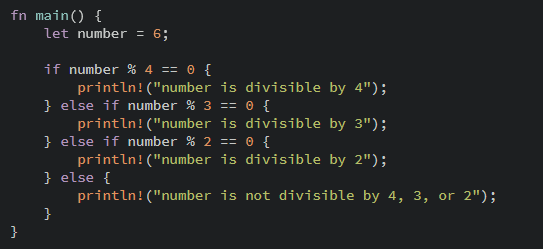 fn main() {
    let number = 6;

    if number % 4 == 0 {
        println!("number is divisible by 4");
    } else if number % 3 == 0 {
        println!("number is divisible by 3");
    } else if number % 2 == 0 {
        println!("number is divisible by 2");
    } else {
        println!("number is not divisible by 4, 3, or 2");
    }
}